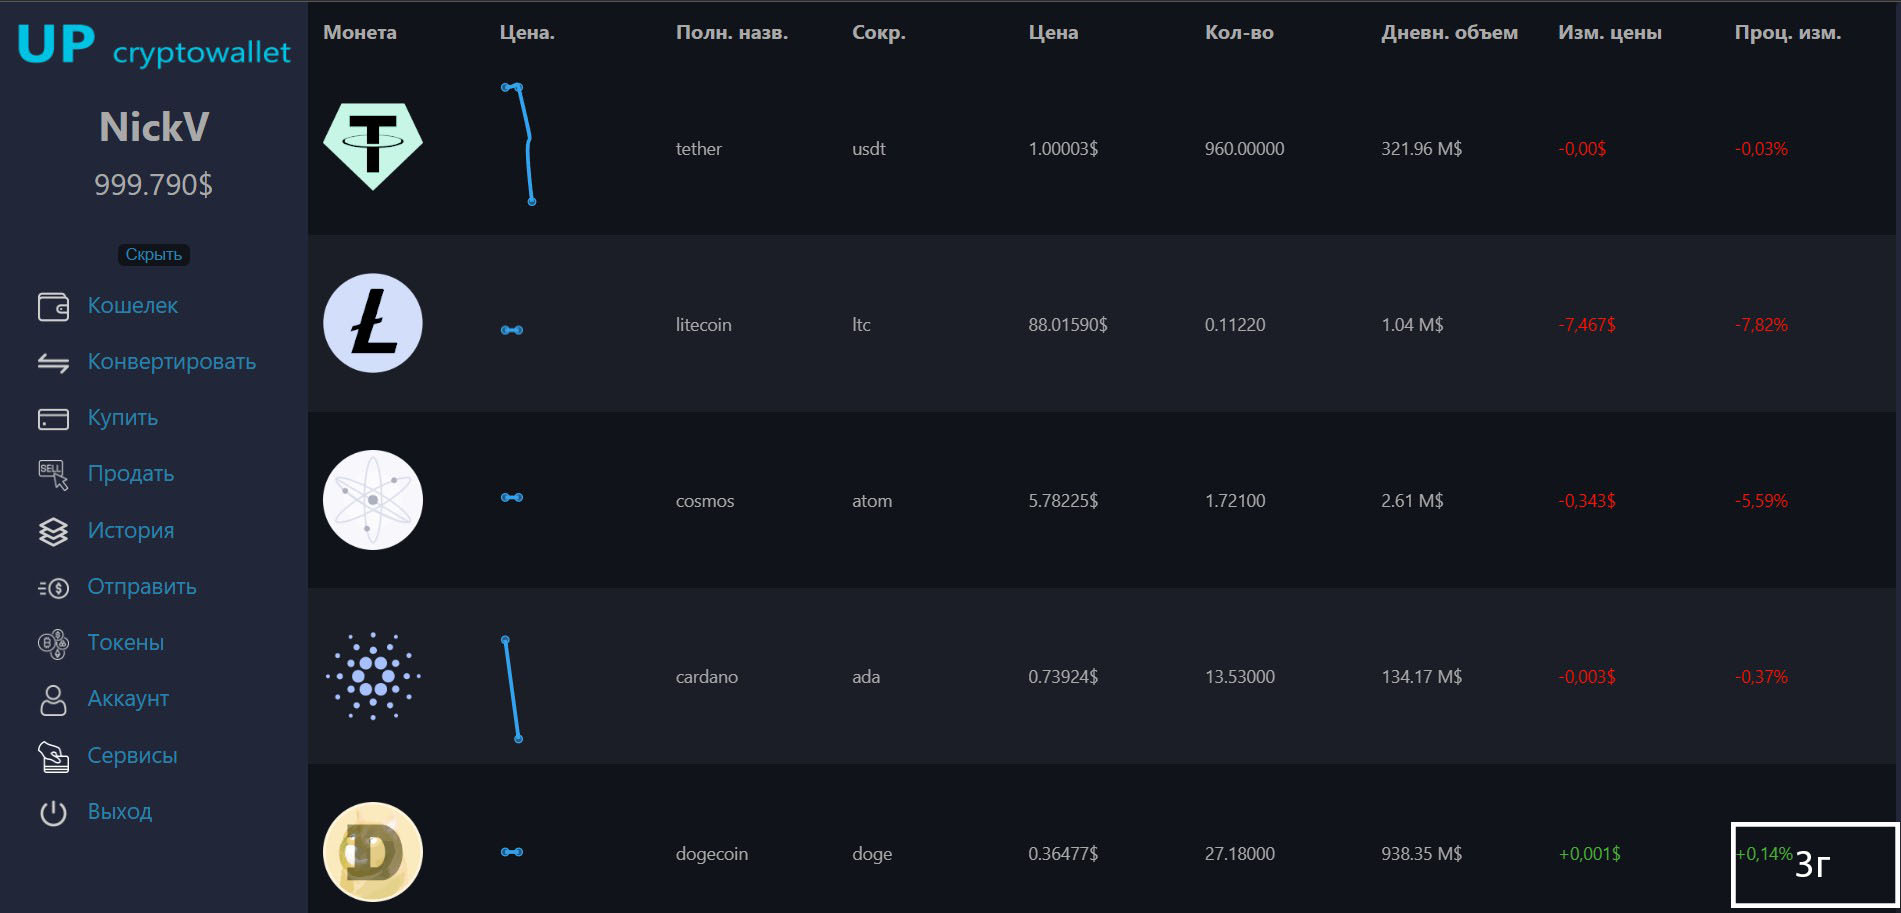 UP cryptowallet
NickV
999.790$
Скрыть
Кошелек
Конвертировать
Купить
SELL Продать
История
Отправить
Токены
Аккаунт
Сервисы
Выход
Монета Цена. Полн. назв. Сокр. Цена Кол-во Дневн. объем Изм. цены Проц. изм.
tether usdt 1.00003$ 960.00000 321.96 M$ -0,00$ -0,03%
litecoin ltc 88.01590$ 0.11220 1.04 M$ -7,467$ -7,82%
cosmos atom 5.78225$ 1.72100 2.61 M$ -0,343$ -5,59%
cardano ada 0.73924$ 13.53000 134.17 M$ -0,003$ -0,37%
dogecoin doge 0.36477$ 27.18000 938.35 M$ +0,001$ +0,14%
3г